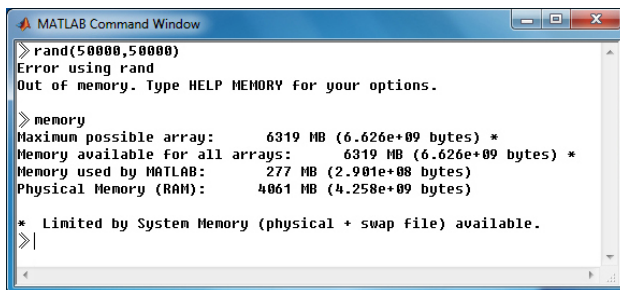 MATLAB Command Window
>> rand(50000,50000)
Error using rand
Out of memory. Type HELP MEMORY for your options.
>> memory
Maximum possible array: 6319 MB (6.626e+09 bytes) *
Memory available for all arrays: 6319 MB (6.626e+09 bytes) *
Memory used by MATLAB: 277 MB (2.901e+08 bytes)
Physical Memory (RAM): 4061 MB (4.258e+09 bytes)
* Limited by System Memory (physical + swap file) available.
>>